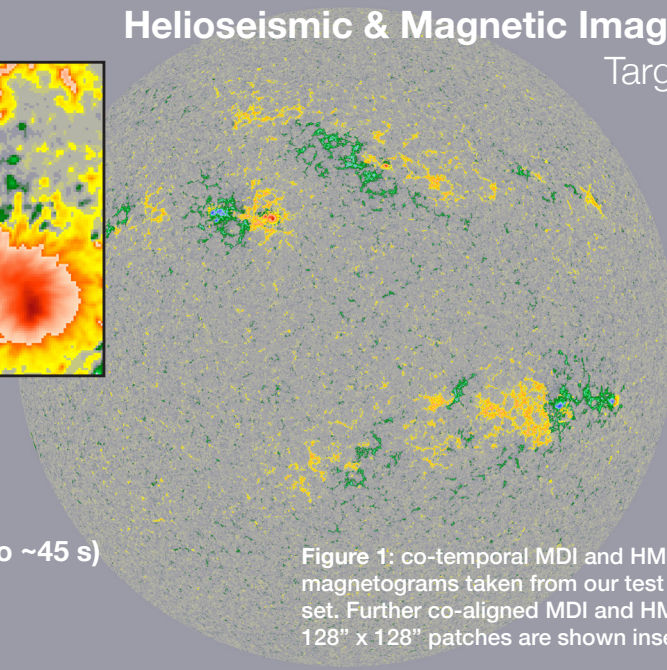 Helioseismic & Magnetic Imag
Targ
o ~45 s)
Figure 1: co-temporal MDI and HM
magnetograms taken from our test
set. Further co-aligned MDI and HM
128” x 128” patches are shown inse